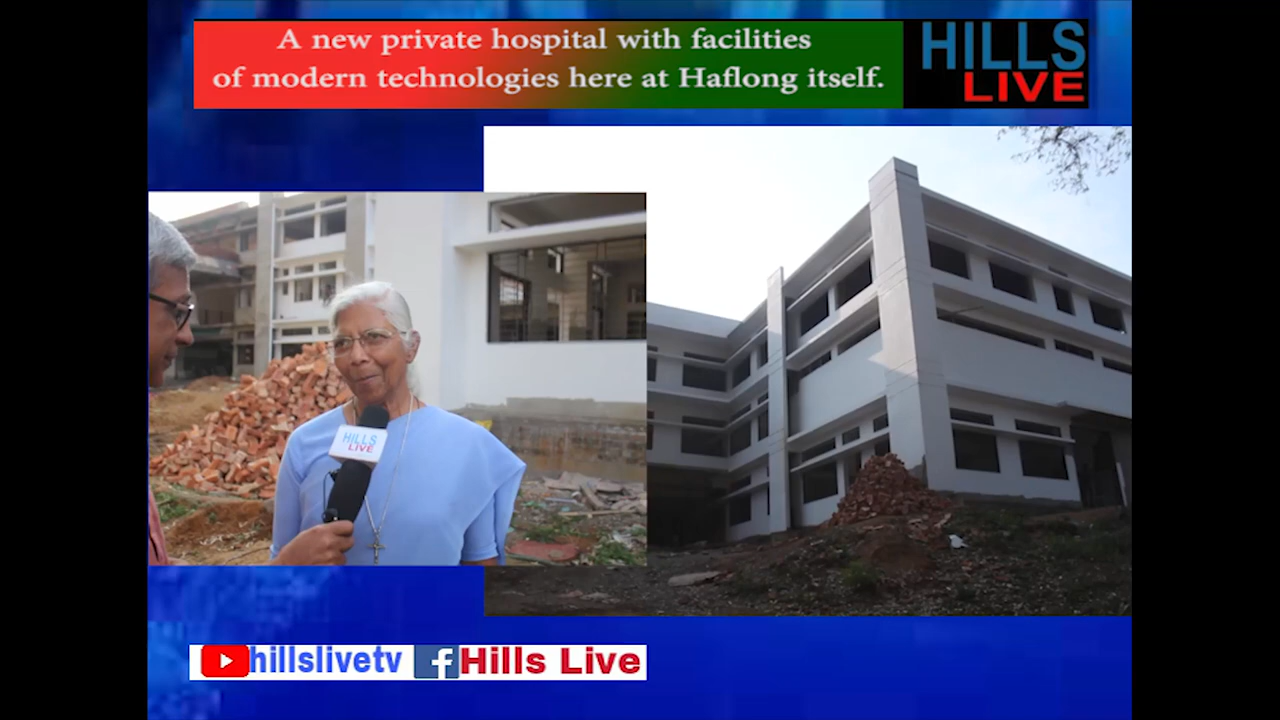 A new private hospital with facilities
of modern technologies here at Haflong itself.
HILLS
LIVE
HILLS
LIVE
hillslivetv
Hills Live